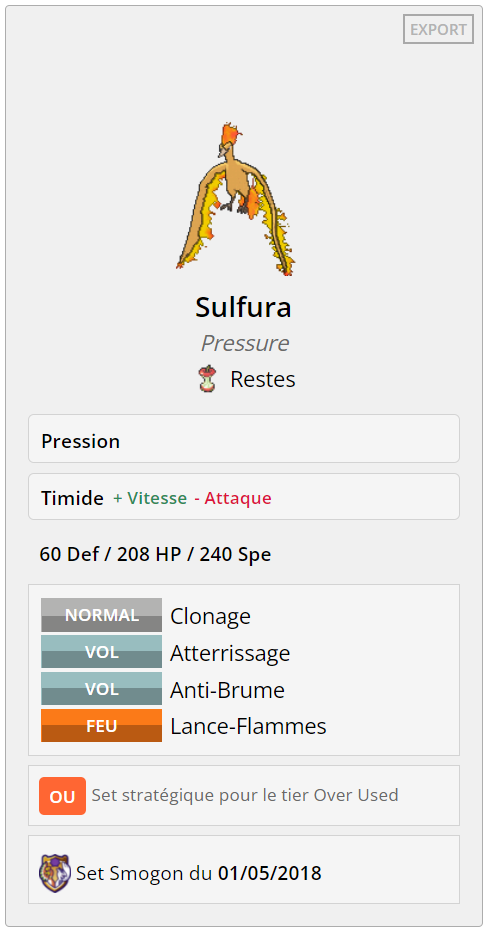 EXPORT
Sulfura
Pressure
Restes
Pression
Timide + Vitesse - Attaque
60 Def / 208 HP / 240 Spe
NORMAL Clonage
VOL Atterrissage
VOL Anti-Brume
FEU Lance-Flammes
OU Set stratégique pour le tier Over Used
Set Smogon du 01/05/2018